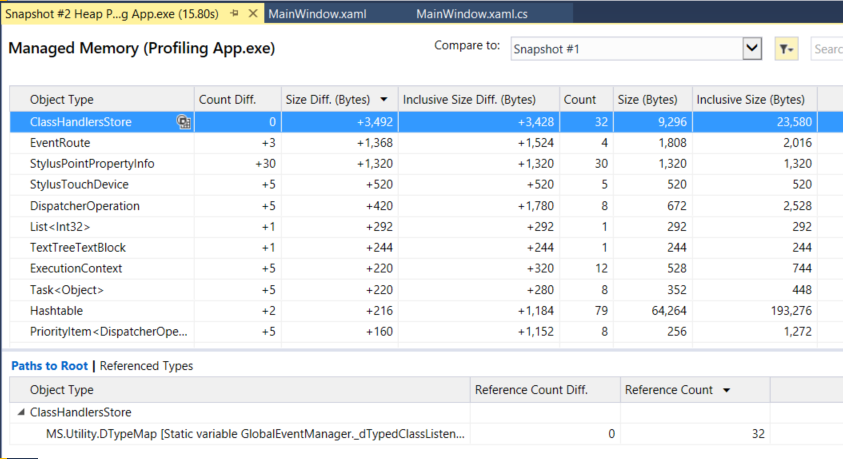 Snapshot #2 Heap P...g App.exe (15.80s) MainWindow.xaml MainWindow.xaml.cs
Managed Memory (Profiling App.exe) Compare to: Snapshot #1 Searc
Object Type Count Diff. Size Diff. (Bytes) Inclusive Size Diff. (Bytes) Count Size (Bytes) Inclusive Size (Bytes)
ClassHandlersStore 0 +3,492 +3,428 32 9,296 23,580
EventRoute +3 +1,368 +1,524 4 1,808 2,016
StylusPointPropertyInfo +30 +1,320 +1,320 30 1,320 1,320
StylusTouchDevice +5 +520 +520 5 520 520
DispatcherOperation +5 +420 +1,780 8 672 2,528
List<Int32> +1 +292 +292 1 292 292
TextTreeTextBlock +1 +244 +244 1 244 244
ExecutionContext +5 +220 +320 12 528 744
Task<Object> +5 +220 +280 8 352 448
Hashtable +2 +216 +1,184 79 64,264 193,276
PriorityItem<DispatcherOpe... +5 +160 +1,152 8 256 1,272
Paths to Root | Referenced Types
Object Type Reference Count Diff. Reference Count
ClassHandlersStore
MS.Utility.DTypeMap [Static variable GlobalEventManager._dTypedClassListen... 0 32